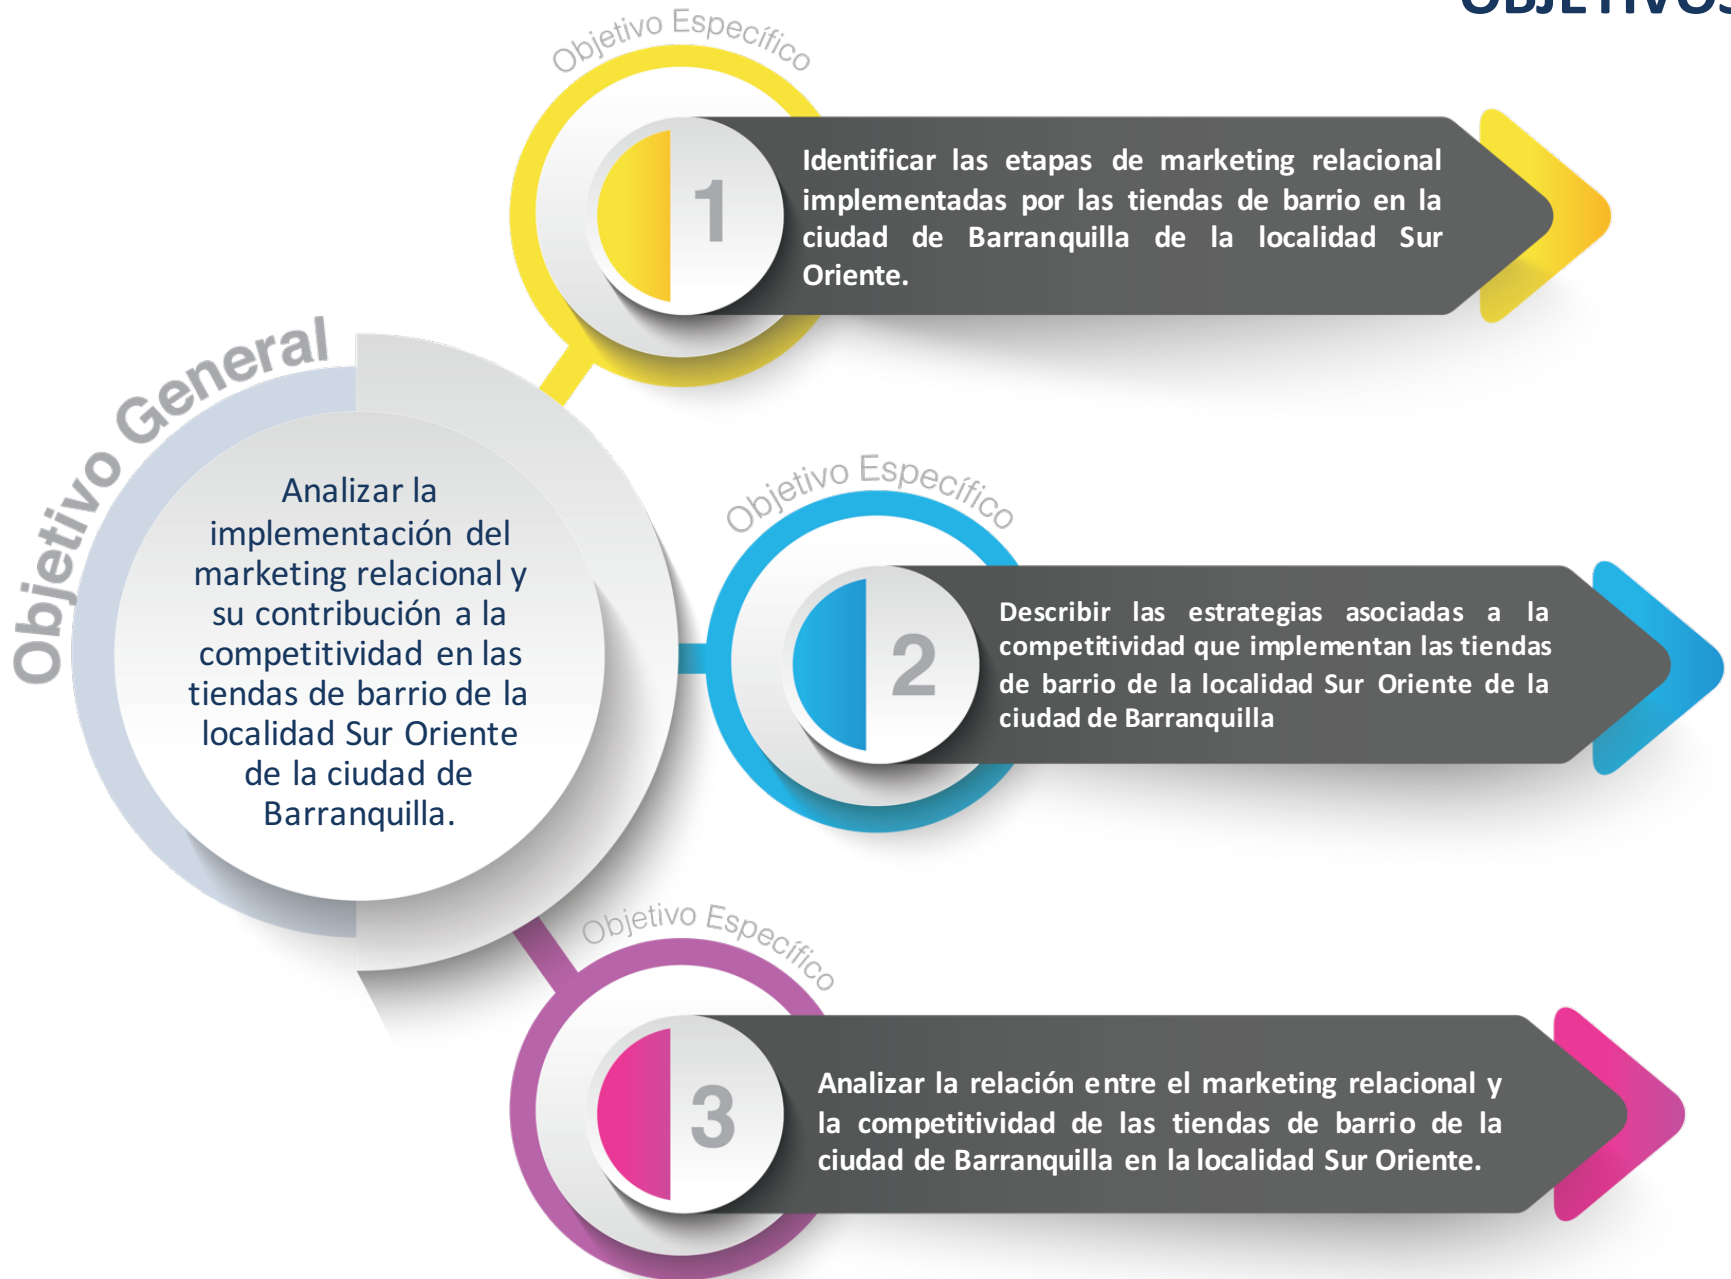 OBJETIVOS
Objetivo General
Analizar la
implementación del
marketing relacional y
su contribución a la
competitividad en las
tiendas de barrio de la
localidad Sur Oriente
de la ciudad de
Barranquilla.
Objetivo Específico
1
Identificar las etapas de marketing relacional
implementadas por las tiendas de barrio en la
ciudad de Barranquilla de la localidad Sur
Oriente.
Objetivo Específico
2
Describir las estrategias asociadas a la
competitividad que implementan las tiendas
de barrio de la localidad Sur Oriente de la
ciudad de Barranquilla
Objetivo Específico
3
Analizar la relación entre el marketing relacional y
la competitividad de las tiendas de barrio de la
ciudad de Barranquilla en la localidad Sur Oriente.